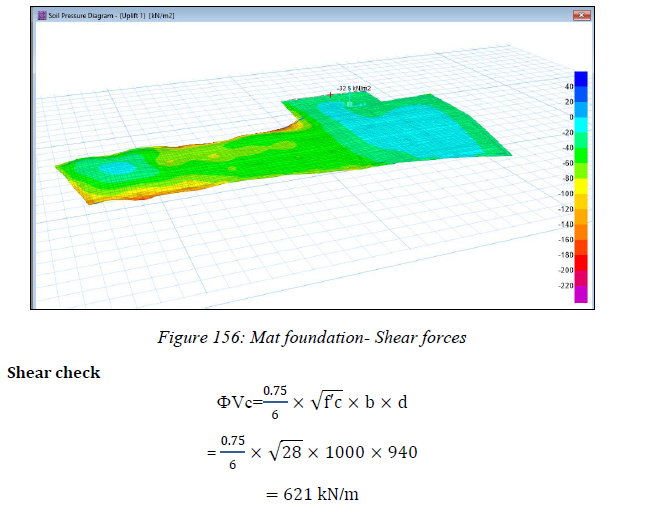 Soil Pressure Diagram - (Uplift 1) [kN/m2]
-32.8 kN/m2
40
20
0
-20
-40
-60
-80
-100
-120
-140
-160
-180
-200
-220
Figure 156: Mat foundation- Shear forces
Shear check
ΦVc=0.75/6 × √f'c × b × d
= 0.75/6 × √28 × 1000 × 940
= 621 kN/m